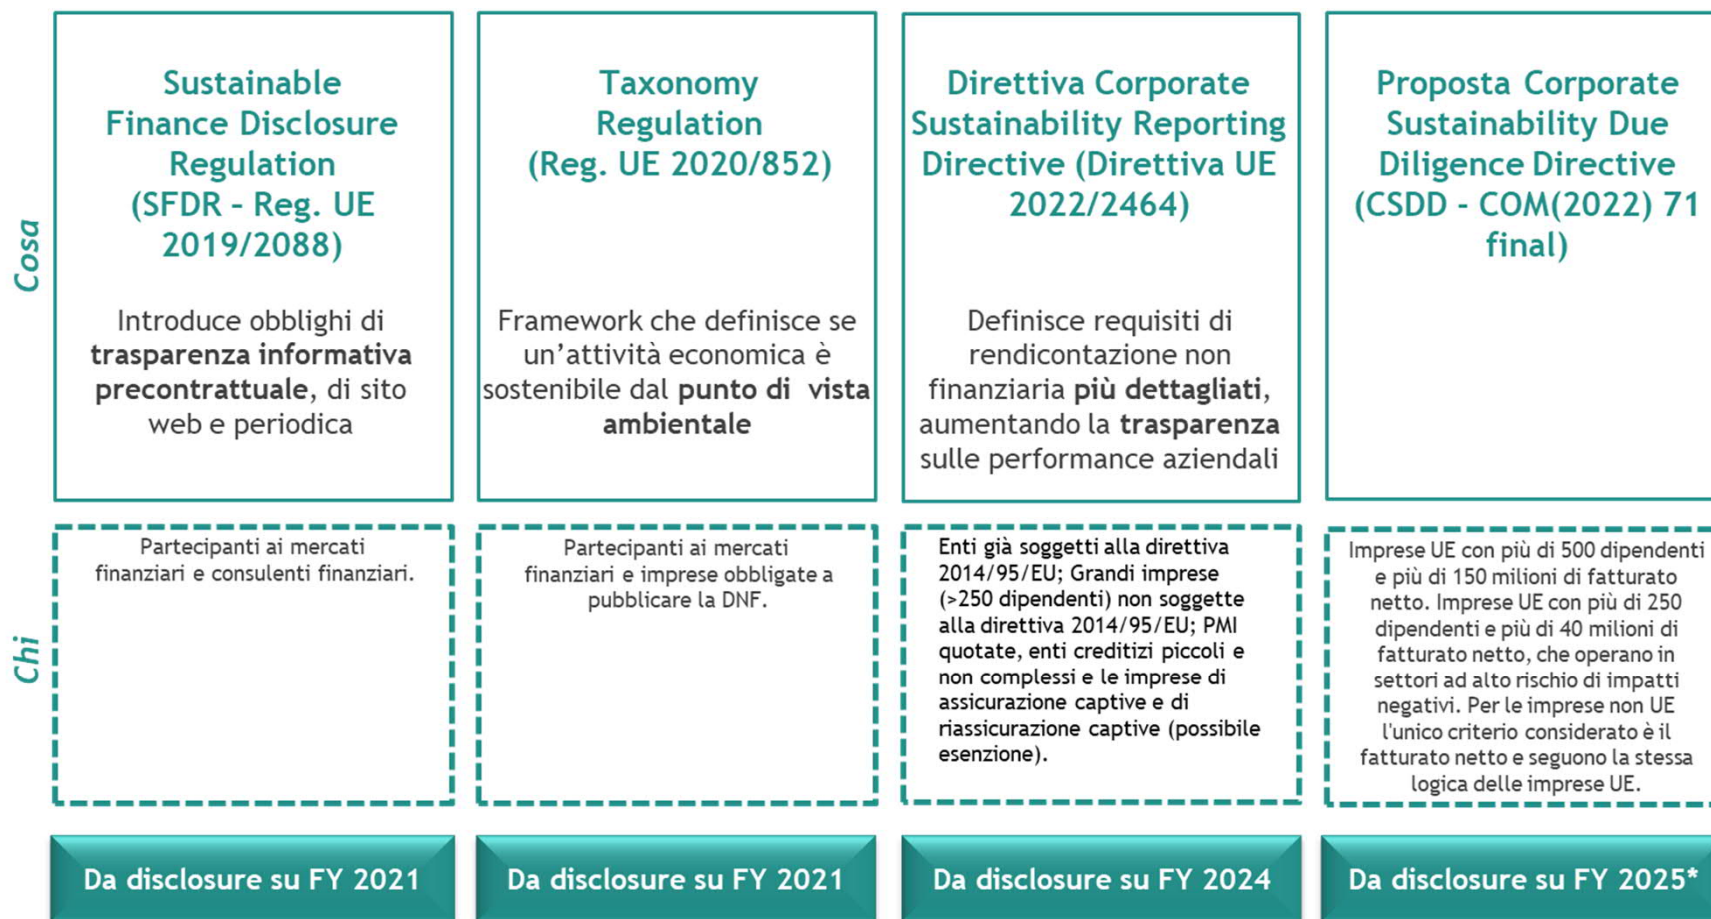 Cosa
Sustainable
Finance Disclosure
Regulation
(SFDR – Reg. UE
2019/2088)
Introduce obblighi di
trasparenza informativa
precontrattuale, di sito
web e periodica
Taxonomy
Regulation
(Reg. UE 2020/852)
Framework che definisce se
un'attività economica è
sostenibile dal punto di vista
ambientale
Direttiva Corporate
Sustainability Reporting
Directive (Direttiva UE
2022/2464)
Definisce requisiti di
rendicontazione non
finanziaria più dettagliati,
aumentando la trasparenza
sulle performance aziendali
Proposta Corporate
Sustainability Due
Diligence Directive
(CSDD - COM(2022) 71
final)
Chi
Partecipanti ai mercati
finanziari e consulenti finanziari.
Partecipanti ai mercati
finanziari e imprese obbligate a
pubblicare la DNF.
Enti già soggetti alla direttiva
2014/95/EU; Grandi imprese
(>250 dipendenti) non soggette
alla direttiva 2014/95/EU; PMI
quotate, enti creditizi piccoli e
non complessi e le imprese di
assicurazione captive e di
riassicurazione captive (possibile
esenzione).
Imprese UE con più di 500 dipendenti
e più di 150 milioni di fatturato
netto. Imprese UE con più di 250
dipendenti e più di 40 milioni di
fatturato netto, che operano in
settori ad alto rischio di impatti
negativi. Per le imprese non UE
l'unico criterio considerato è il
fatturato netto e seguono la stessa
logica delle imprese UE.
Da disclosure su FY 2021
Da disclosure su FY 2021
Da disclosure su FY 2024
Da disclosure su FY 2025*